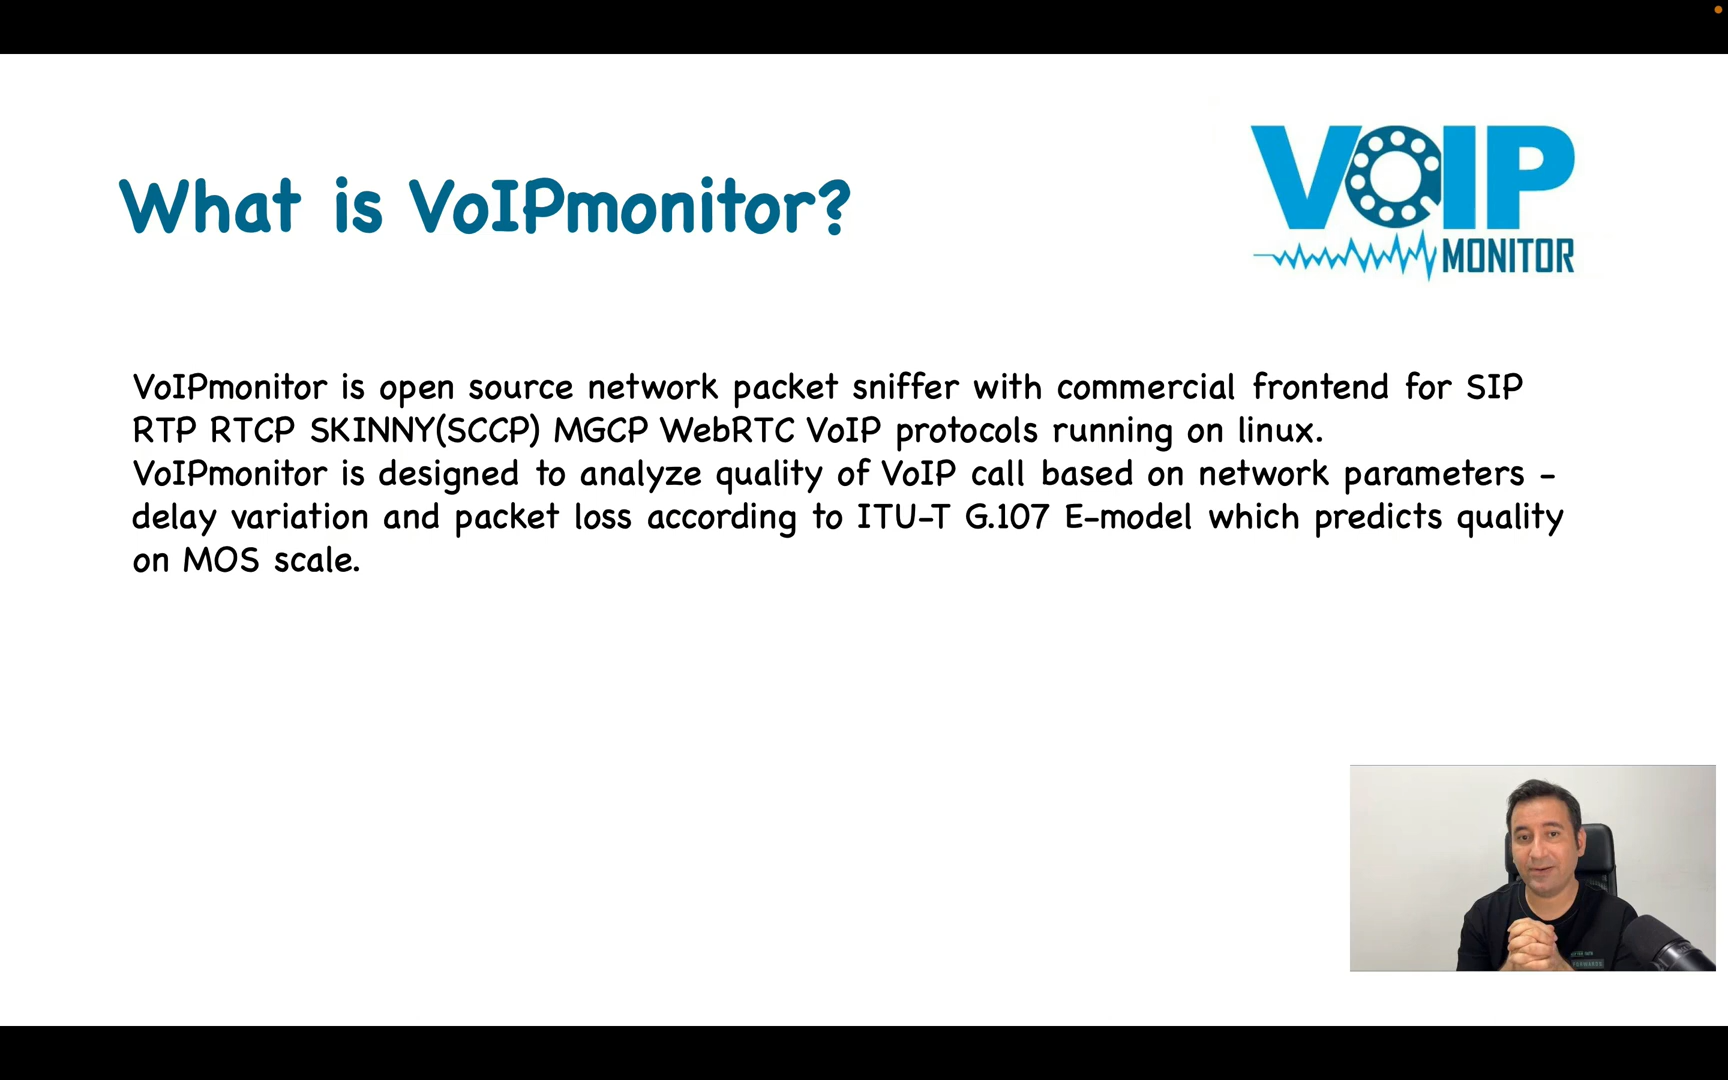 What is VoIPmonitor?
VOIP
MONITOR
VoIPmonitor is open source network packet sniffer with commercial frontend for SIP
RTP RTCP SKINNY(SCCP) MGCP WebRTC VoIP protocols running on linux.
VoIPmonitor is designed to analyze quality of VoIP call based on network parameters -
delay variation and packet loss according to ITU-T G.107 E-model which predicts quality
on MOS scale.